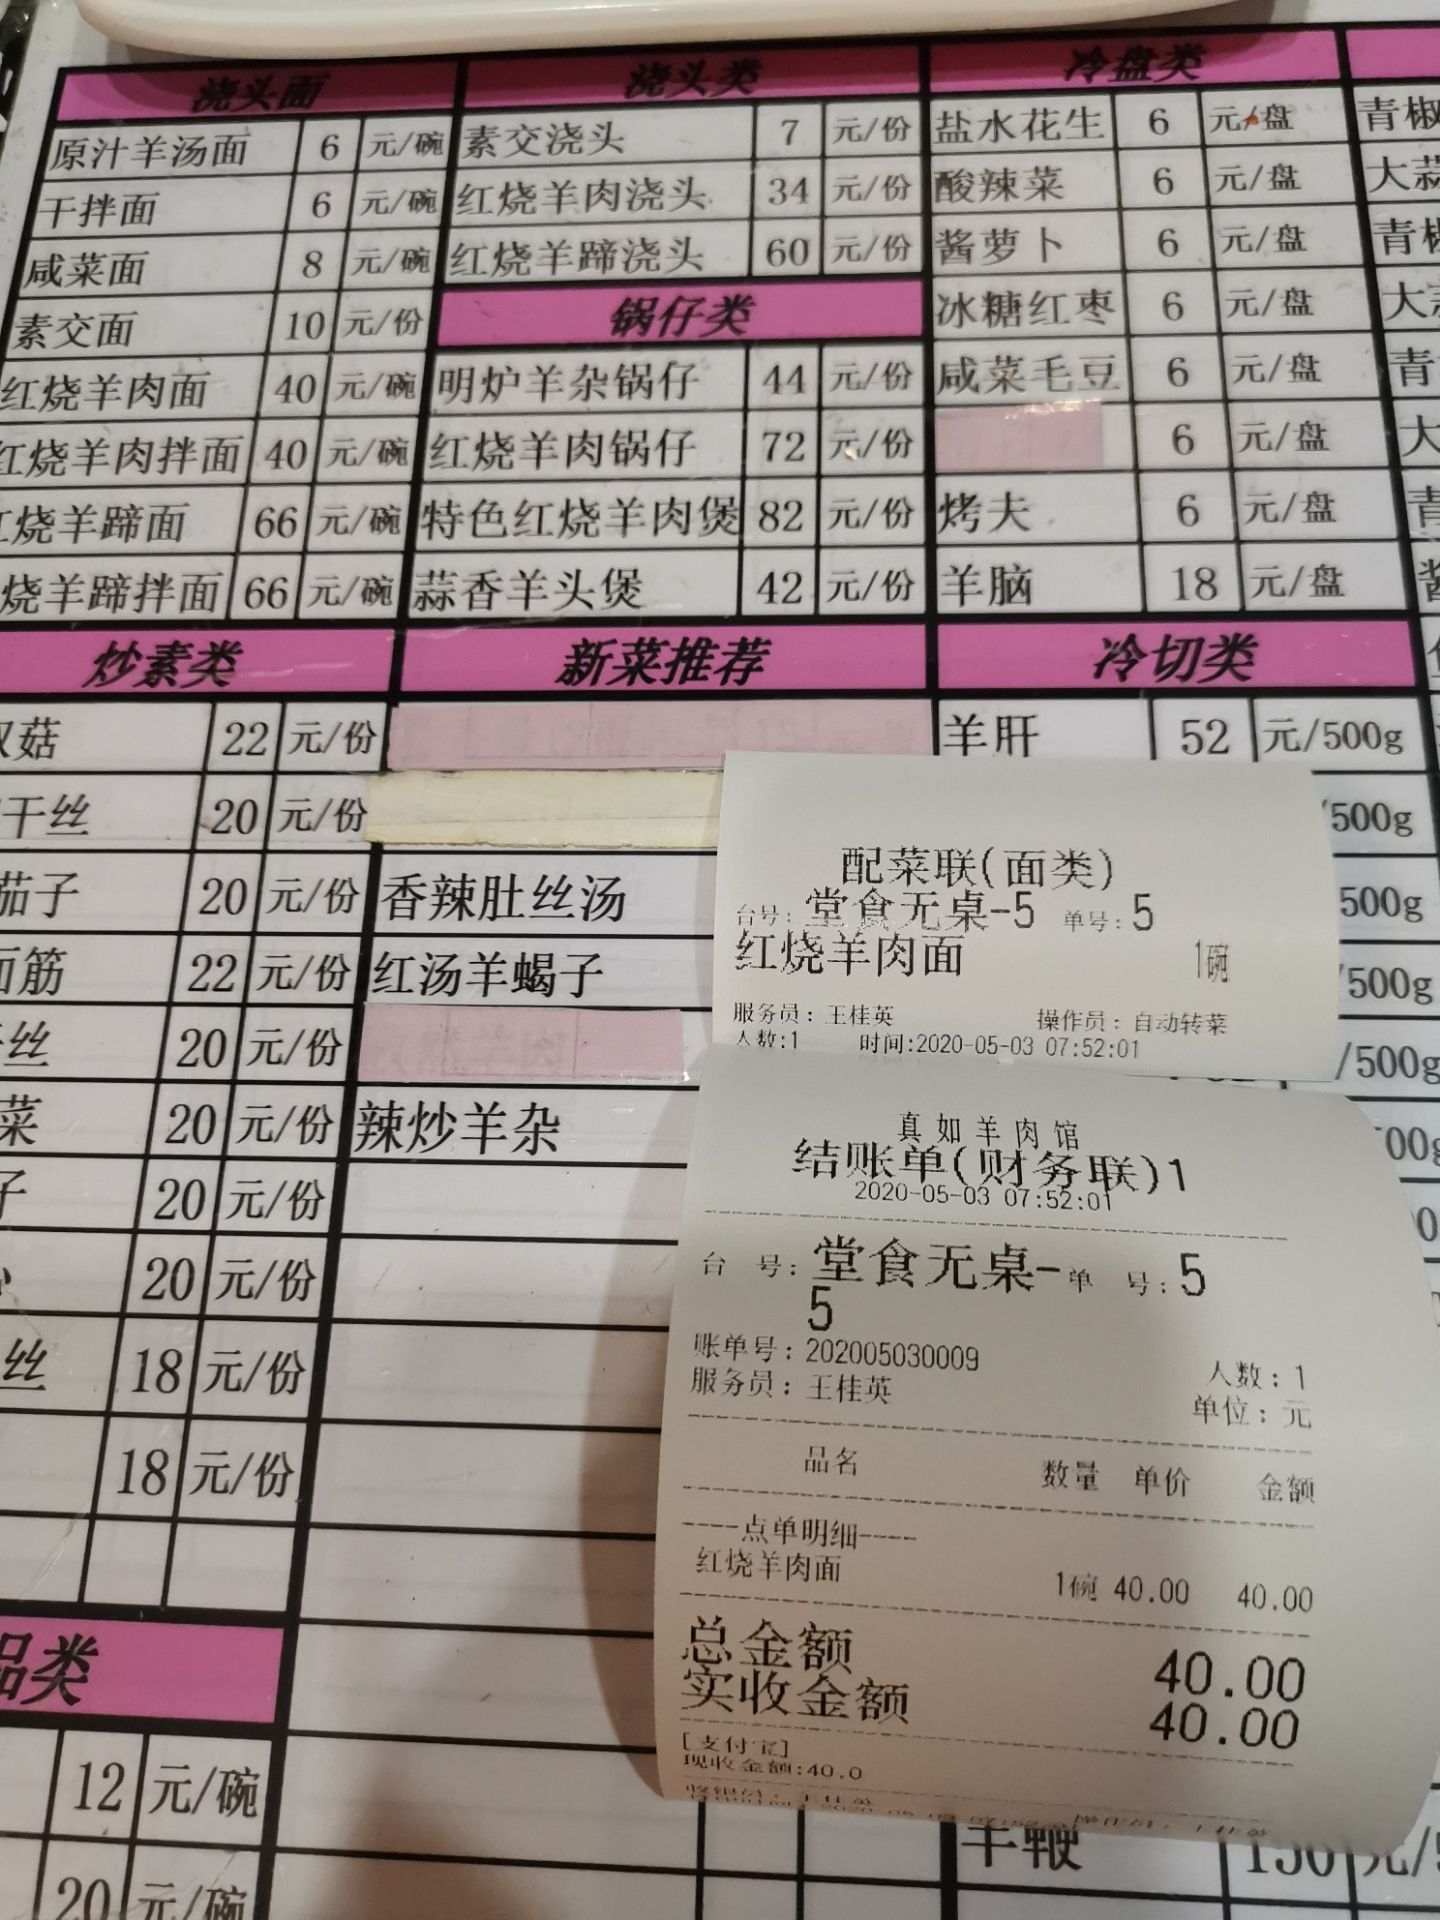 浇头面
原汁羊汤面 6 元/碗
干拌面 6 元/碗
咸菜面 8 元/碗
素交面 10 元/份
红烧羊肉面 40 元/碗
红烧羊肉拌面 40 元/碗
烧羊蹄面 66 元/碗
烧羊蹄拌面 66 元/碗
浇头类
素交浇头 7 元/份
红烧羊肉浇头 34 元/份
红烧羊蹄浇头 60 元/份
锅仔类
明炉羊杂锅仔 44 元/份
红烧羊肉锅仔 72 元/份
特色红烧羊肉煲 82 元/份
蒜香羊头煲 42 元/份
冷盘类
盐水花生 6 元/盘
酸辣菜 6 元/盘
酱萝卜 6 元/盘
冰糖红枣 6 元/盘
咸菜毛豆 6 元/盘
6 元/盘
烤夫 6 元/盘
羊脑 18 元/盘
青椒
大蒜
青椒
大
青
大
青
酱
炒素类
双菇 22 元/份
干丝 20 元/份
茄子 20 元/份
面筋 22 元/份
丝 20 元/份
菜 20 元/份
子 20 元/份
20 元/份
丝 18 元/份
18 元/份
品类
12 元/碗
20 元/碗
新菜推荐
香辣肚丝汤
红汤羊蝎子
辣炒羊杂
冷切类
羊肝 52 元/500g
/500g
500g
/500g
/500g
00g
羊鞭 150 元/
配菜联(面类)
台号: 堂食无桌-5 单号: 5
红烧羊肉面 1碗
服务员: 王桂英 操作员: 自动转菜
人数:1 时间:2020-05-03 07:52:01
真如羊肉馆
结账单(财务联)1
2020-05-03 07:52:01
台 号: 堂食无桌- 单 号: 5
5
账单号: 202005030009 人数: 1
服务员: 王桂英 单位: 元
品名 数量 单价 金额
----点单明细----
红烧羊肉面 1碗 40.00 40.00
总金额 40.00
实收金额 40.00
[支付宝]
现收金额:40.0